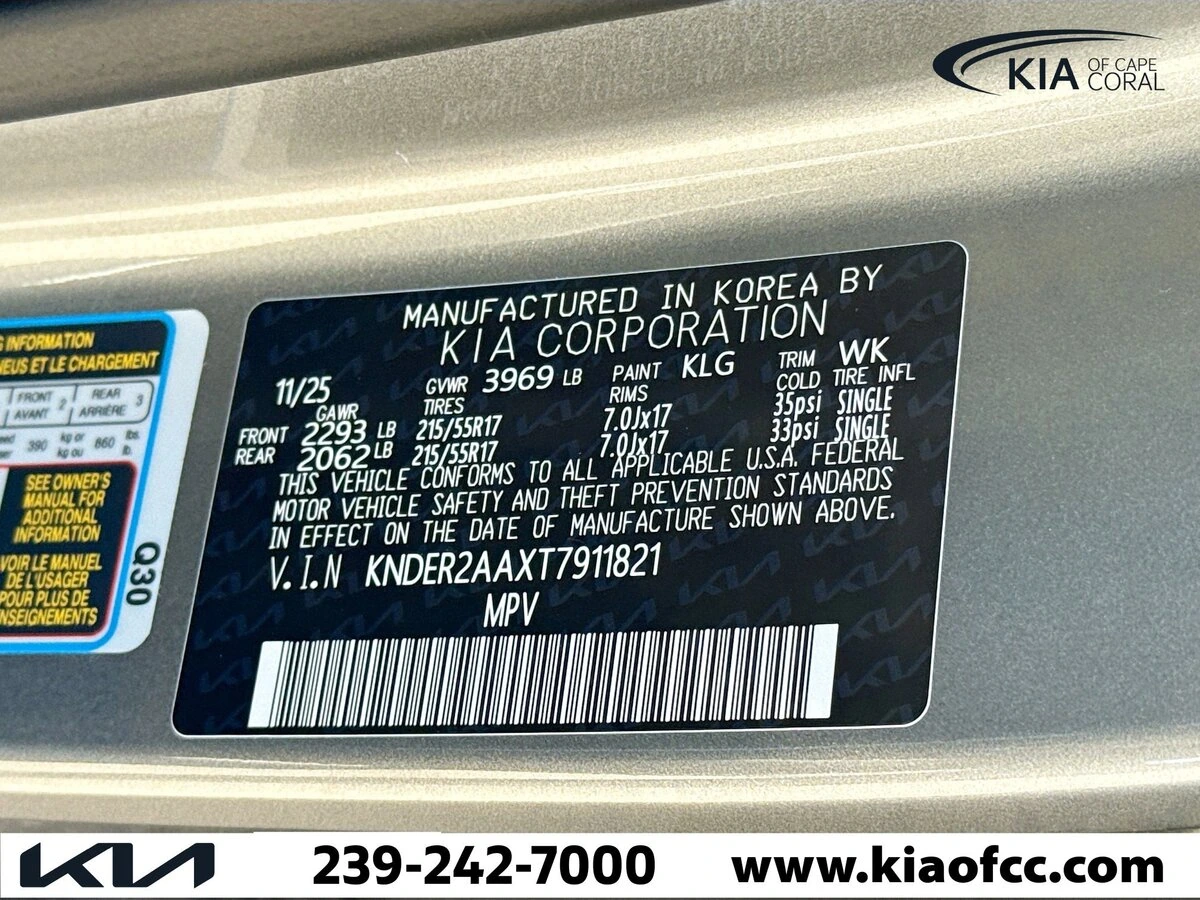 KIA OF CAPE CORAL
MANUFACTURED IN KOREA BY
KIA CORPORATION
11/25 GVWR 3969 LB PAINT KLG TRIM WK
GAWR TIRES RIMS COLD TIRE INFL
FRONT 2293 LB 215/55R17 7.0Jx17 35psi SINGLE
REAR 2062 LB 215/55R17 7.0Jx17 33psi SINGLE
THIS VEHICLE CONFORMS TO ALL APPLICABLE U.S.A. FEDERAL
MOTOR VEHICLE SAFETY AND THEFT PREVENTION STANDARDS
IN EFFECT ON THE DATE OF MANUFACTURE SHOWN ABOVE.
V.I.N KNDER2AAXT7911821
MPV
INFORMATION
ET LE CHARGEMENT
FRONT 2 REAR 3
AVANT ARRIÈRE
390 kg or 860 lbs.
kg ou lb.
SEE OWNER'S
MANUAL FOR
ADDITIONAL
INFORMATION
VOIR LE MANUEL
DE L'USAGER
POUR PLUS DE
Q30
KIA 239-242-7000 www.kiaofcc.com